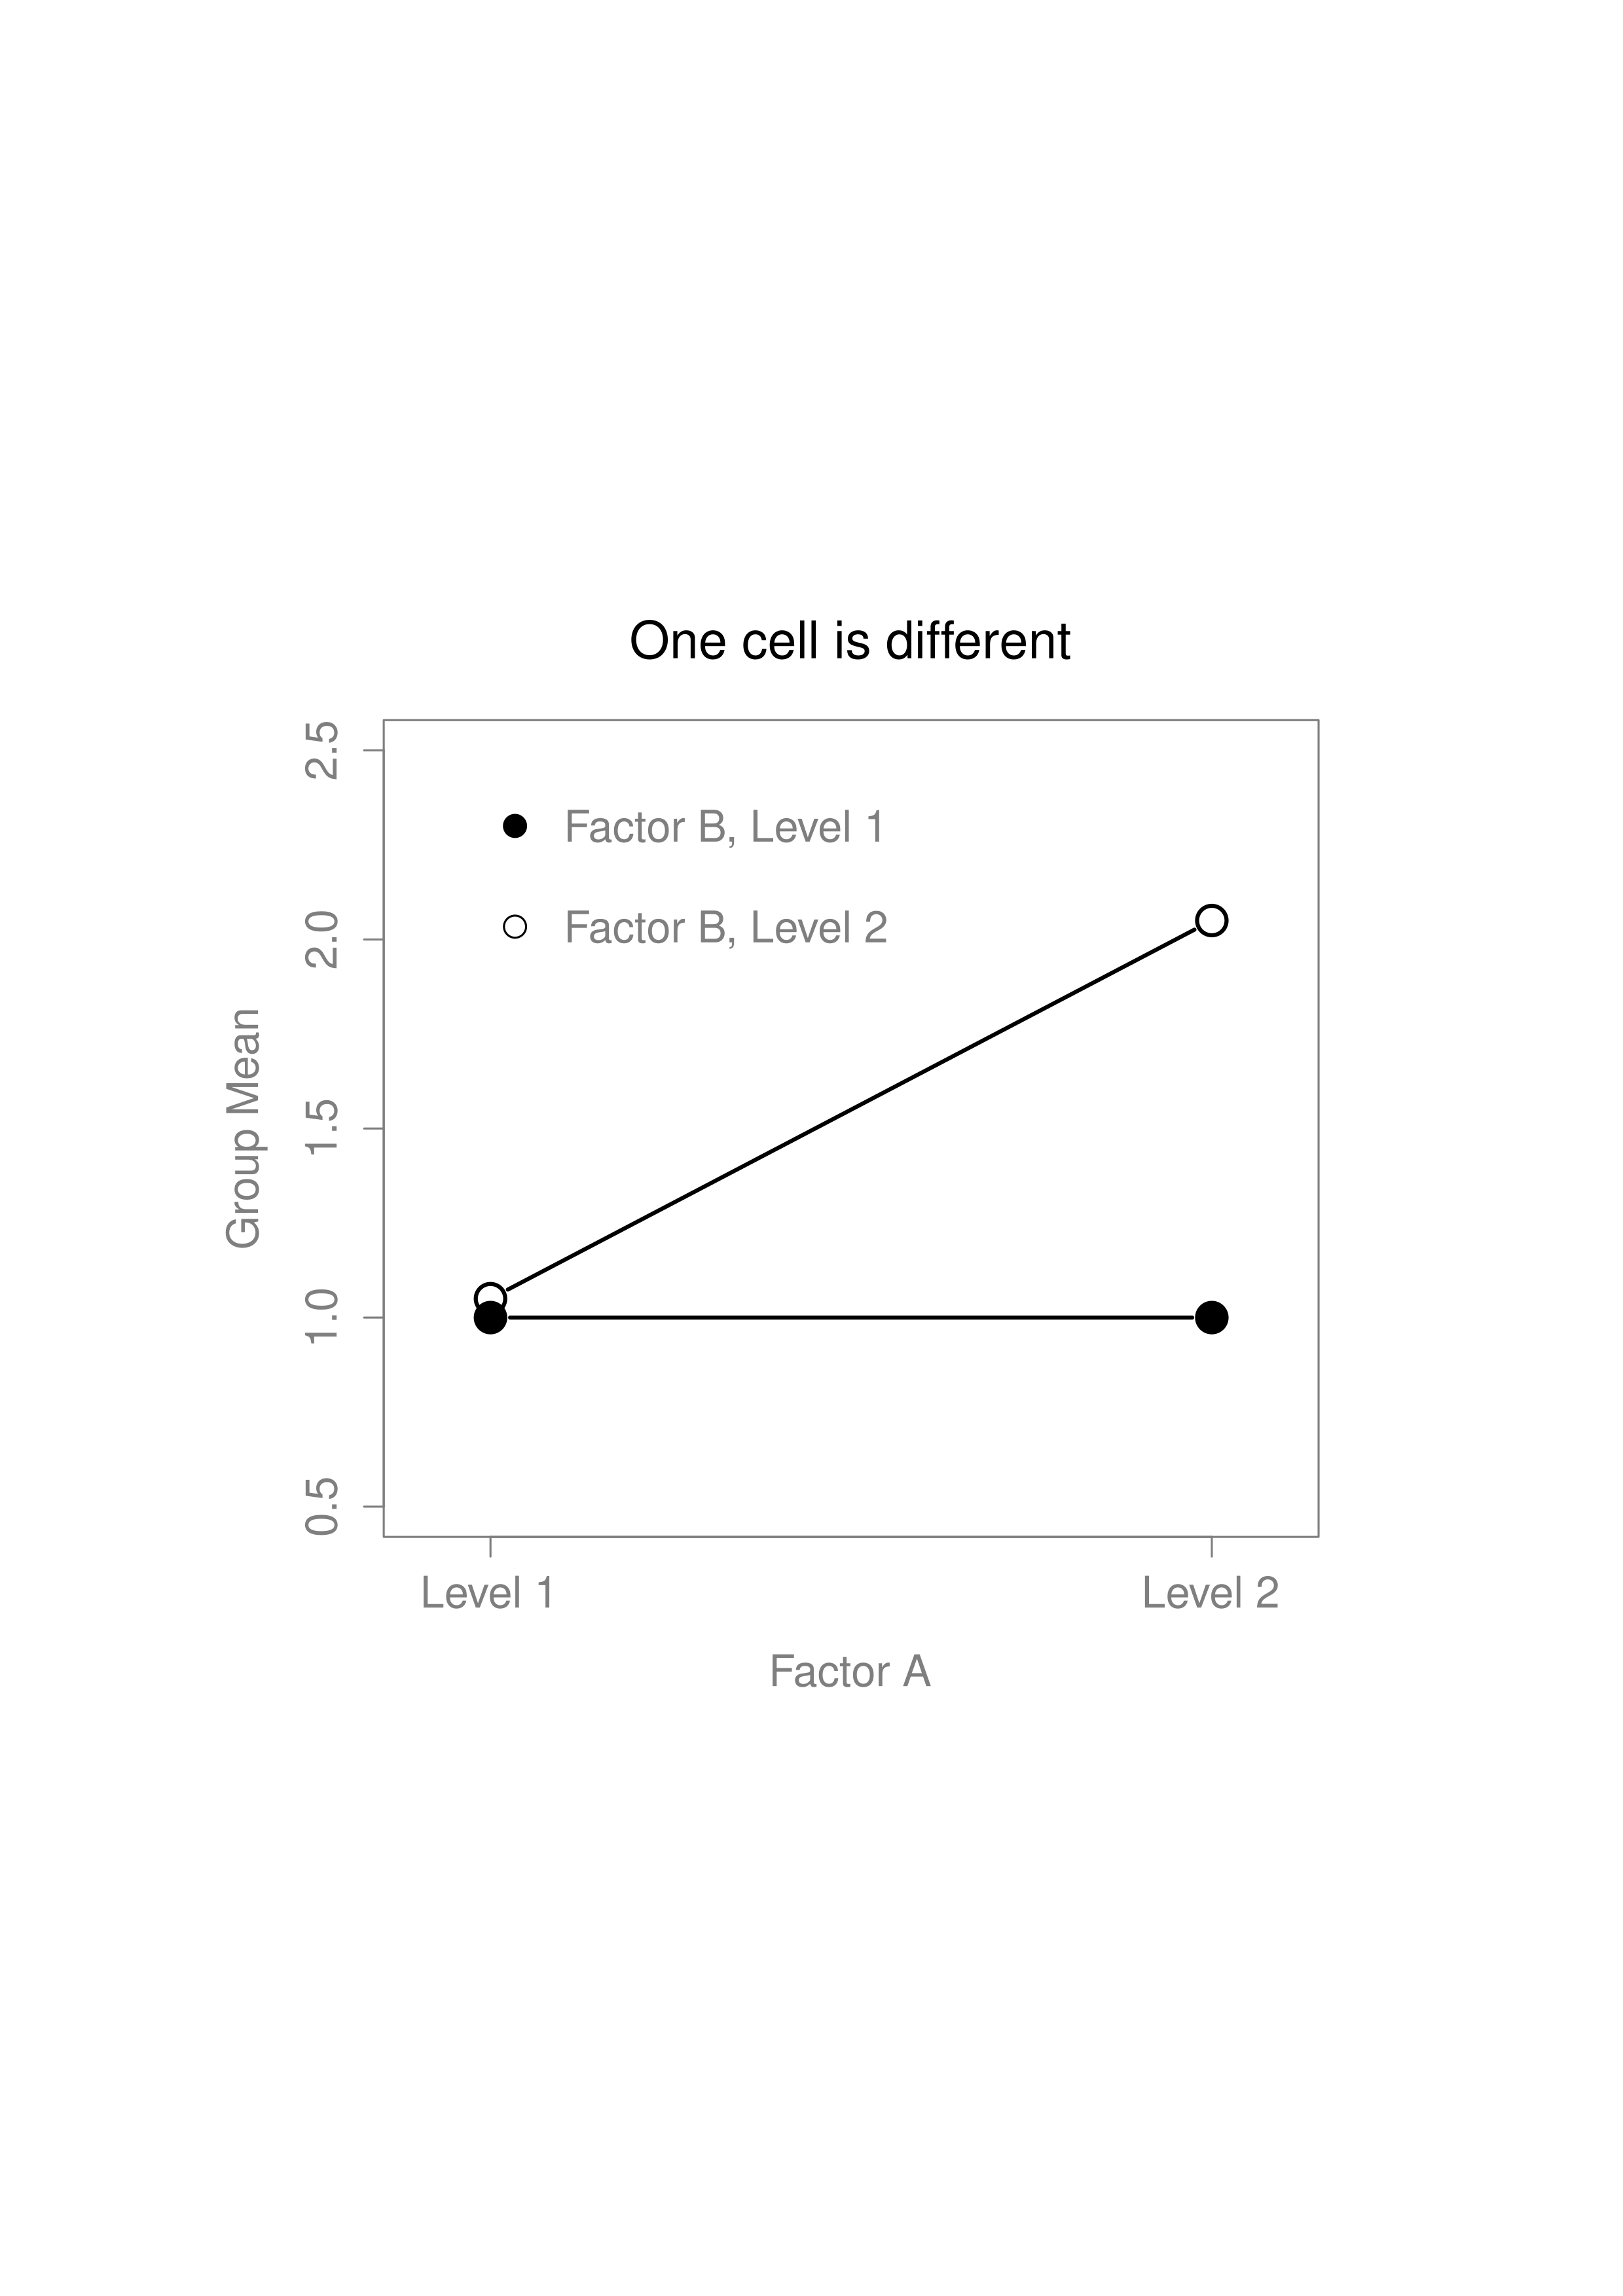 One cell is different
2.5
2.0
1.5
1.0
0.5
Group Mean
Factor B, Level 1
Factor B, Level 2
Level 1
Level 2
Factor A